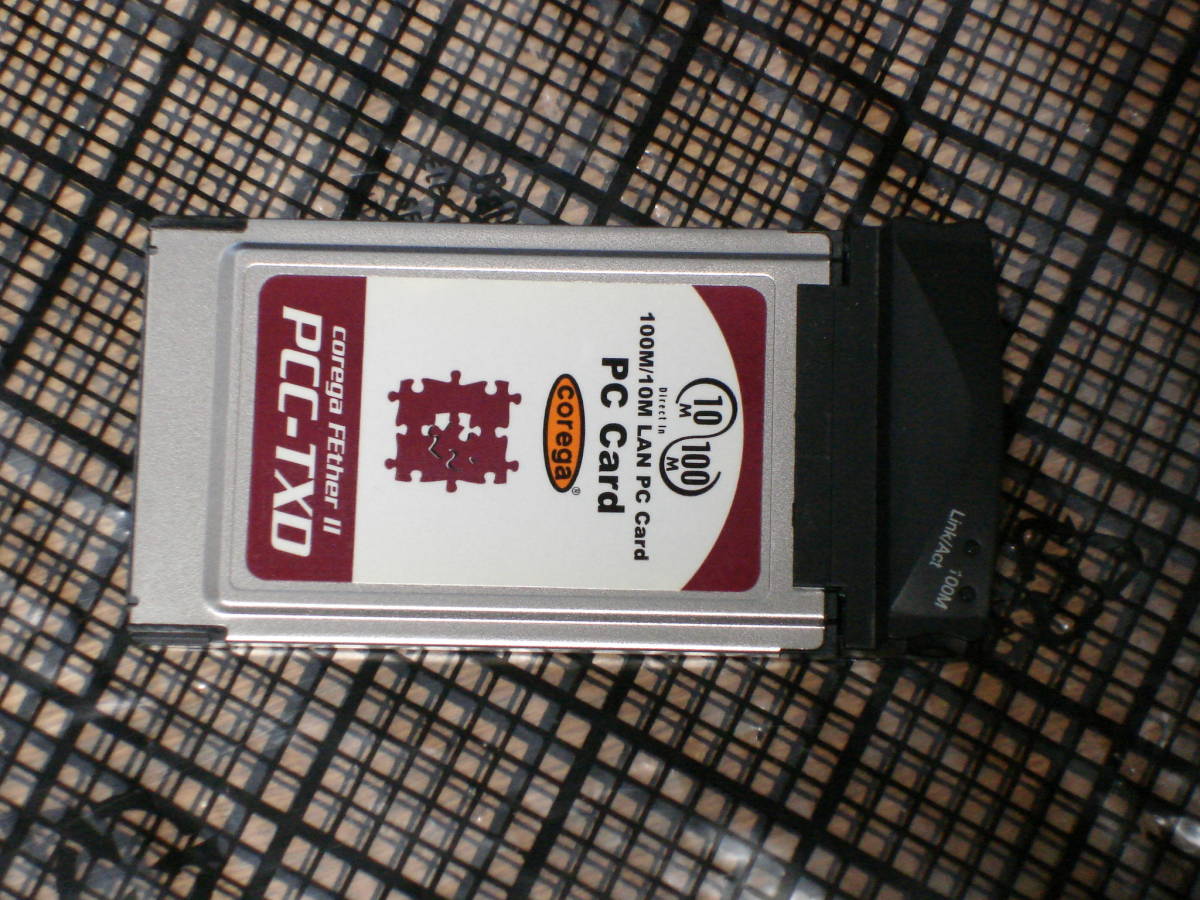 10M 100M
Direct in
100M/10M LAN PC Card
PC Card
corega®
corega FEther II
PCC-TXD
Link/Act 100M